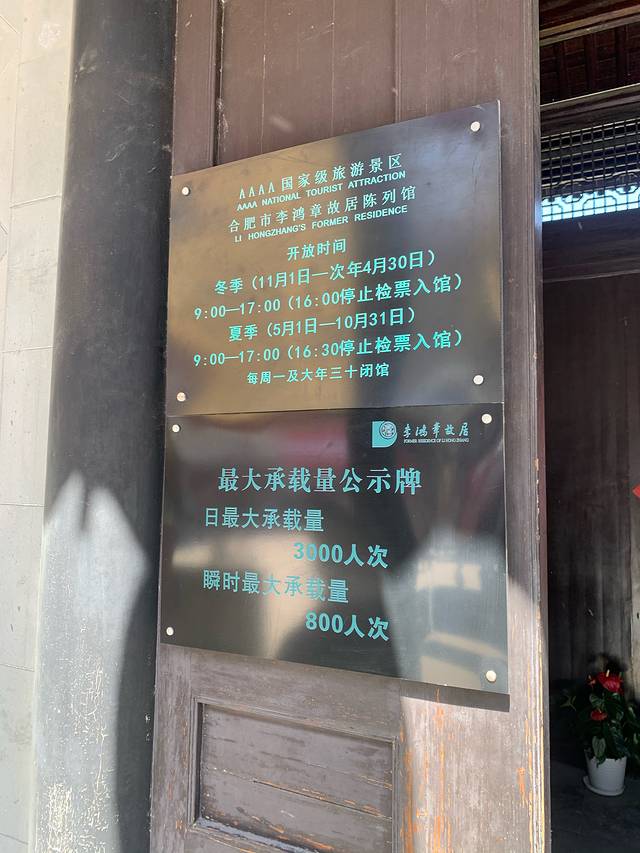 AAAA 国家级旅游景区
AAAA NATIONAL TOURIST ATTRACTION
合肥市李鸿章故居陈列馆
LI HONGZHANG'S FORMER RESIDENCE
开放时间
冬季（11月1日—次年4月30日）
9:00—17:00（16:00停止检票入馆）
夏季（5月1日—10月31日）
9:00—17:00（16:30停止检票入馆）
每周一及大年三十闭馆
李鸿章故居
FORMER RESIDENCE OF LI HONG ZHANG
最大承载量公示牌
日最大承载量
3000人次
瞬时最大承载量
800人次